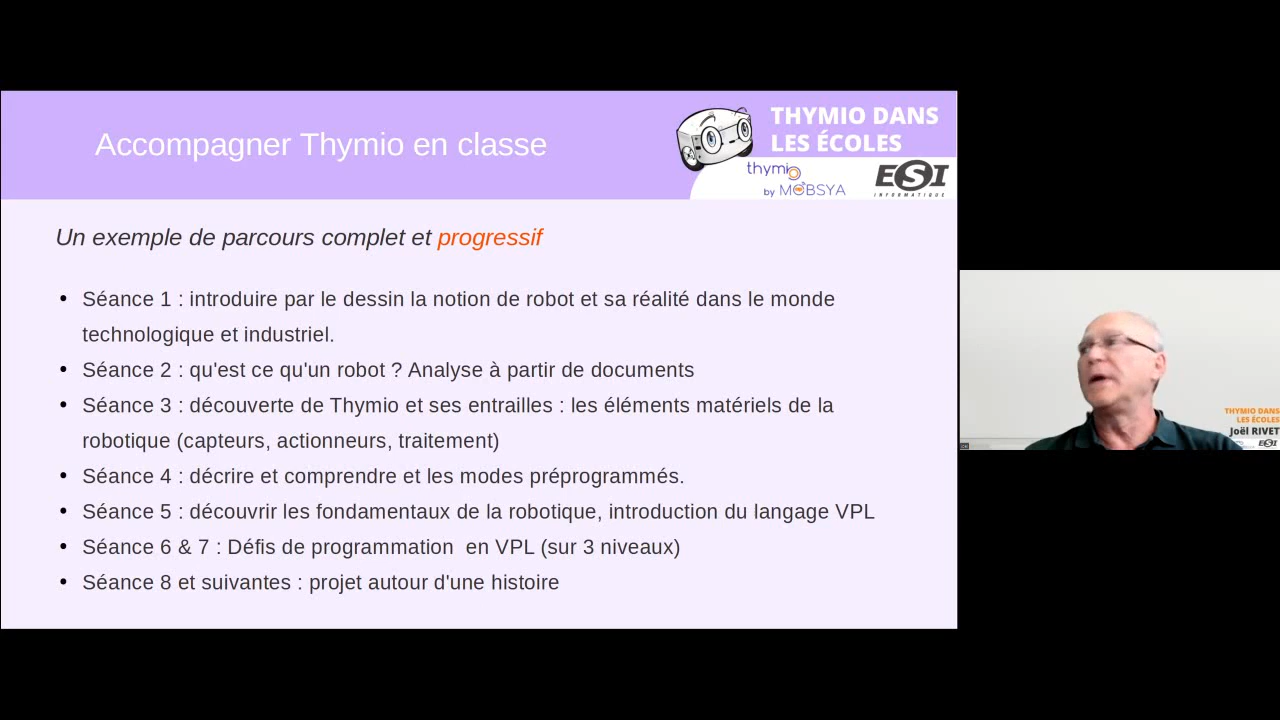 Accompagner Thymio en classe
THYMIO DANS
LES ÉCOLES
thymio
by MOBSYA
ESI
INFORMATIQUE
Un exemple de parcours complet et progressif
• Séance 1 : introduire par le dessin la notion de robot et sa réalité dans le monde
technologique et industriel.
• Séance 2 : qu'est ce qu'un robot ? Analyse à partir de documents
• Séance 3 : découverte de Thymio et ses entrailles : les éléments matériels de la
robotique (capteurs, actionneurs, traitement)
• Séance 4 : décrire et comprendre et les modes préprogrammés.
• Séance 5 : découvrir les fondamentaux de la robotique, introduction du langage VPL
• Séance 6 & 7 : Défis de programmation  en VPL (sur 3 niveaux)
• Séance 8 et suivantes : projet autour d'une histoire
THYMIO DANS
LES ÉCOLES
Joël RIVET
ESI